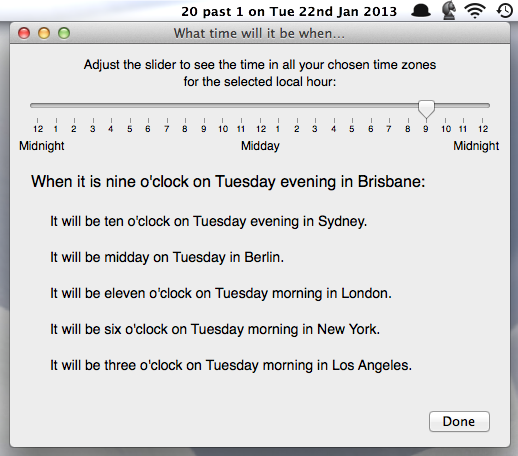 20 past 1 on Tue 22nd Jan 2013
What time will it be when...
Adjust the slider to see the time in all your chosen time zones
for the selected local hour:
12 1 2 3 4 5 6 7 8 9 10 11 12 1 2 3 4 5 6 7 8 9 10 11 12
Midnight Midday Midnight
When it is nine o'clock on Tuesday evening in Brisbane:
It will be ten o'clock on Tuesday evening in Sydney.
It will be midday on Tuesday in Berlin.
It will be eleven o'clock on Tuesday morning in London.
It will be six o'clock on Tuesday morning in New York.
It will be three o'clock on Tuesday morning in Los Angeles.
Done